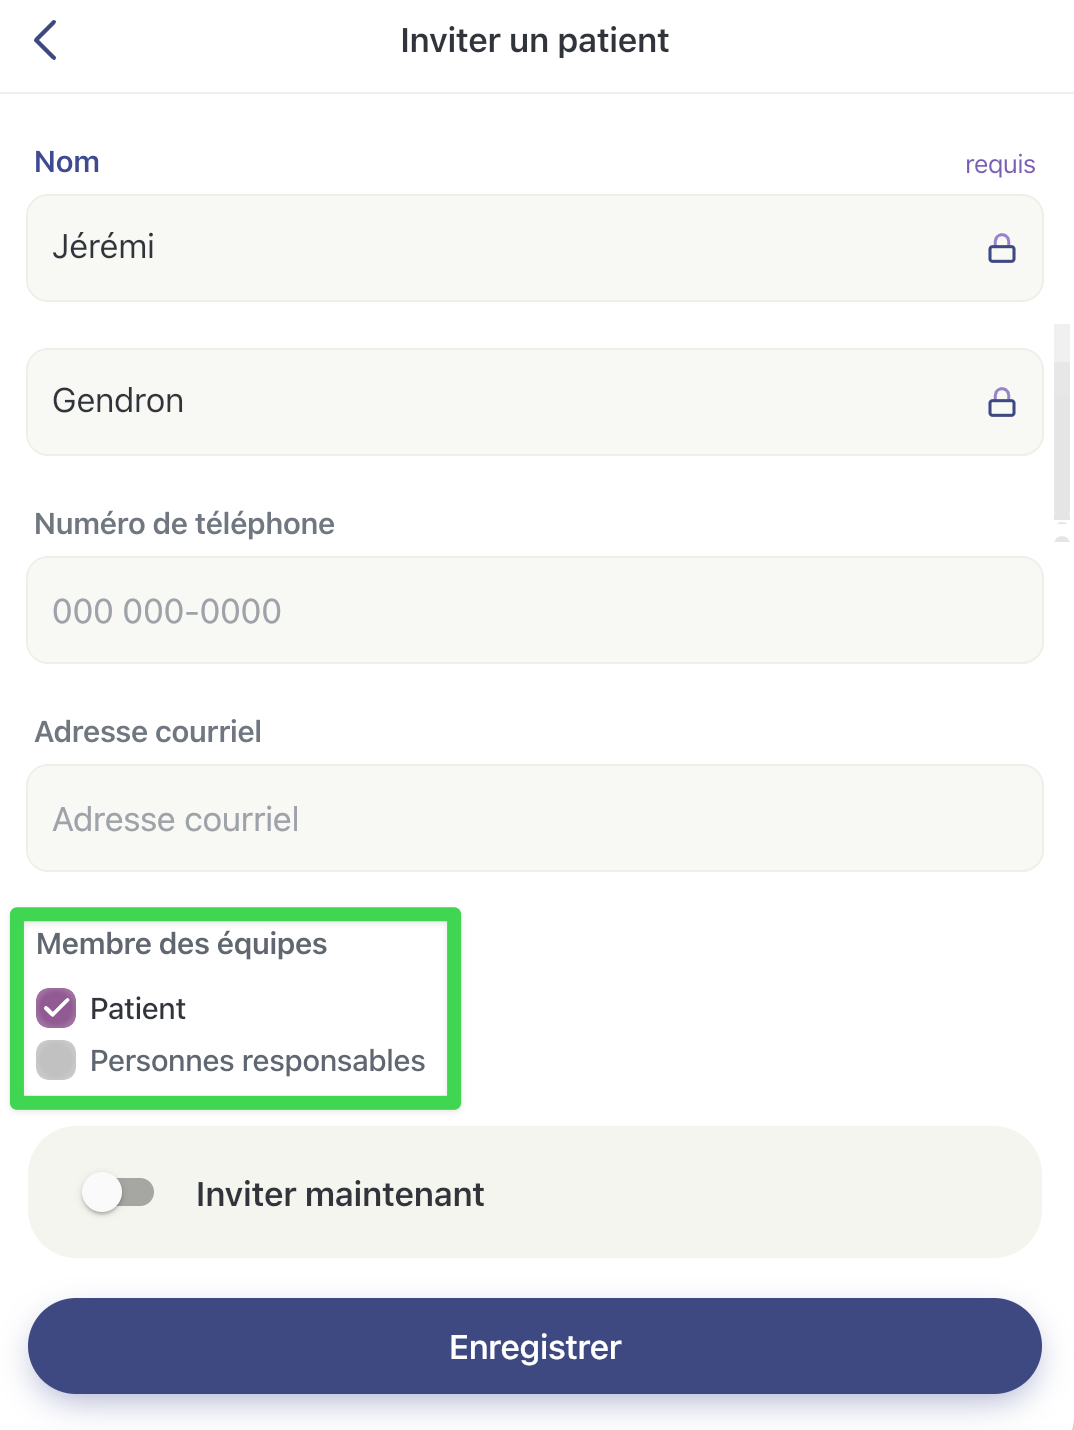 Inviter un patient
Nom
requis
Jérémi
Gendron
Numéro de téléphone
000 000-0000
Adresse courriel
Adresse courriel
Membre des équipes
Patient
Personnes responsables
Inviter maintenant
Enregistrer